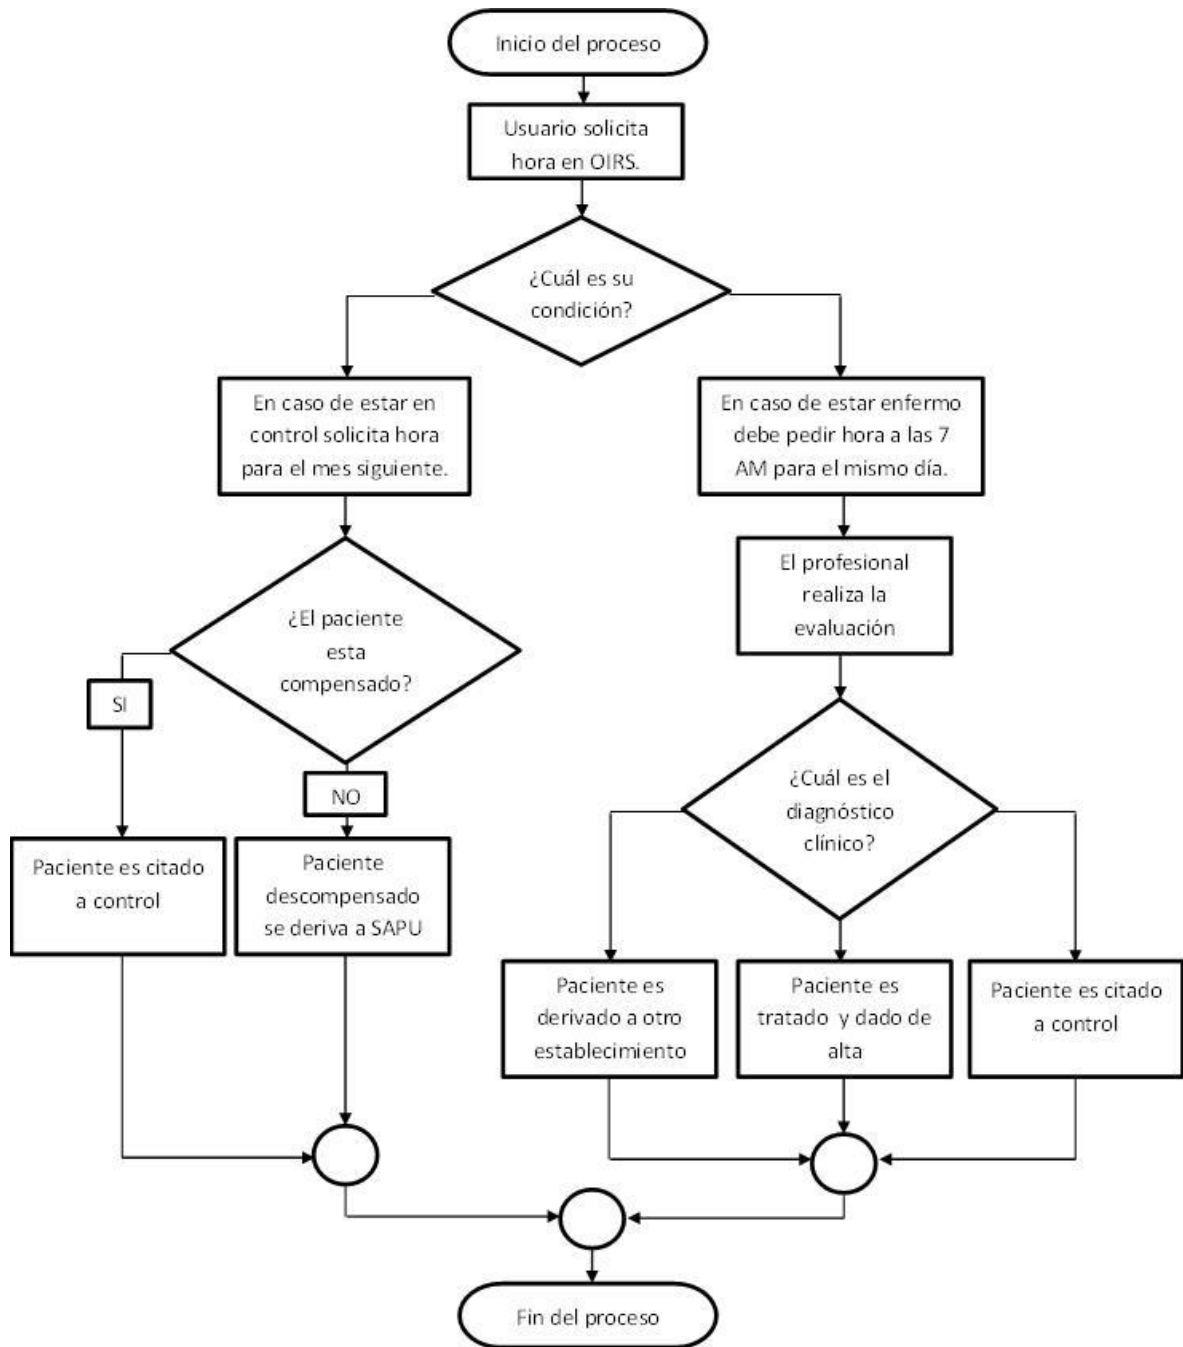 Inicio del proceso
Usuario solicita
hora en OIRS.
¿Cuál es su
condición?
En caso de estar en
control solicita hora
para el mes siguiente.
En caso de estar enfermo
debe pedir hora a las 7
AM para el mismo día.
El profesional
realiza la
evaluación
¿El paciente
esta
compensado?
SI
NO
¿Cuál es el
diagnóstico
clínico?
Paciente es citado
a control
Paciente
descompensado
se deriva a SAPU
Paciente es
derivado a otro
establecimiento
Paciente es
tratado y dado de
alta
Paciente es citado
a control
Fin del proceso